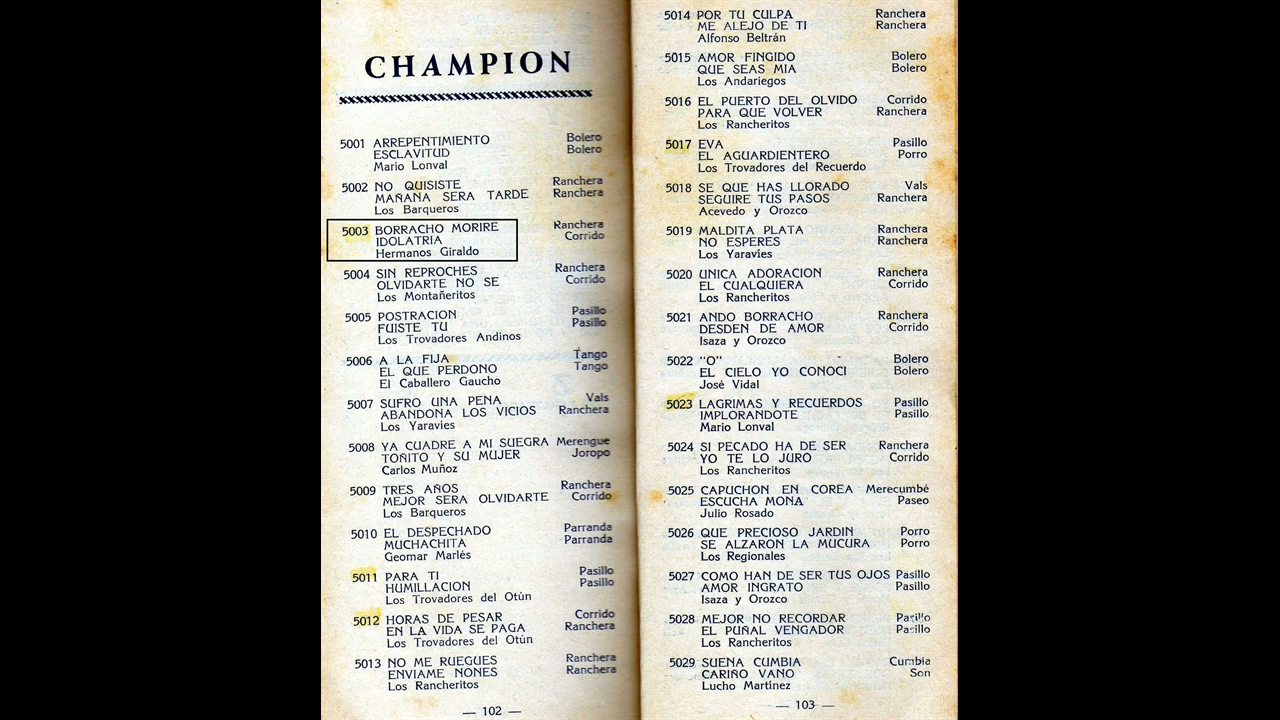 CHAMPION
5001 ARREPENTIMIENTO Bolero
ESCLAVITUD Bolero
Mario Lonval
5002 NO QUISISTE Ranchera
MAÑANA SERA TARDE Ranchera
Los Barqueros
5003 BORRACHO MORIRE Ranchera
IDOLATRIA Corrido
Hermanos Giraldo
5004 SIN REPROCHES Ranchera
OLVIDARTE NO SE Corrido
Los Montañeritos
5005 POSTRACION Pasillo
FUISTE TU Pasillo
Los Trovadores Andinos
5006 A LA FIJA Tango
EL QUE PERDONO Tango
El Caballero Gaucho
5007 SUFRO UNA PENA Vals
ABANDONA LOS VICIOS Ranchera
Los Yaravies
5008 YA CUADRE A MI SUEGRA Merengue
TOÑITO Y SU MUJER Joropo
Carlos Muñoz
5009 TRES AÑOS Ranchera
MEJOR SERA OLVIDARTE Corrido
Los Barqueros
5010 EL DESPECHADO Parranda
MUCHACHITA Parranda
Geomar Marlés
5011 PARA TI Pasillo
HUMILLACION Pasillo
Los Trovadores del Otún
5012 HORAS DE PESAR Corrido
EN LA VIDA SE PAGA Ranchera
Los Trovadores del Otún
5013 NO ME RUEGUES Ranchera
ENVIAME NONES Ranchera
Los Rancheritos
— 102 —
5014 POR TU CULPA Ranchera
ME ALEJO DE TI Ranchera
Alfonso Beltrán
5015 AMOR FINGIDO Bolero
QUE SEAS MIA Bolero
Los Andariegos
5016 EL PUERTO DEL OLVIDO Corrido
PARA QUE VOLVER Ranchera
Los Rancheritos
5017 EVA Pasillo
EL AGUARDIENTERO Porro
Los Trovadores del Recuerdo
5018 SE QUE HAS LLORADO Vals
SEGUIRE TUS PASOS Ranchera
Acevedo y Orozco
5019 MALDITA PLATA Ranchera
NO ESPERES Ranchera
Los Yaravíes
5020 UNICA ADORACION Ranchera
EL CUALQUIERA Corrido
Los Rancheritos
5021 ANDO BORRACHO Ranchera
DESDEN DE AMOR Corrido
Isaza y Orozco
5022 "O" Bolero
EL CIELO YO CONOCI Bolero
José Vidal
5023 LAGRIMAS Y RECUERDOS Pasillo
IMPLORANDOTE Pasillo
Mario Lonval
5024 SI PECADO HA DE SER Ranchera
YO TE LO JURO Corrido
Los Rancheritos
5025 CAPUCHON EN COREA Merecumbé
ESCUCHA MONA Paseo
Julio Rosado
5026 QUE PRECIOSO JARDIN Porro
SE ALZARON LA MUCURA Porro
Los Regionales
5027 COMO HAN DE SER TUS OJOS Pasillo
AMOR INGRATO Pasillo
Isaza y Orozco
5028 MEJOR NO RECORDAR Pasillo
EL PUÑAL VENGADOR Pasillo
Los Rancheritos
5029 SUENA CUMBIA Cumbia
CARIÑO VANO Son
Lucho Martínez
— 103 —